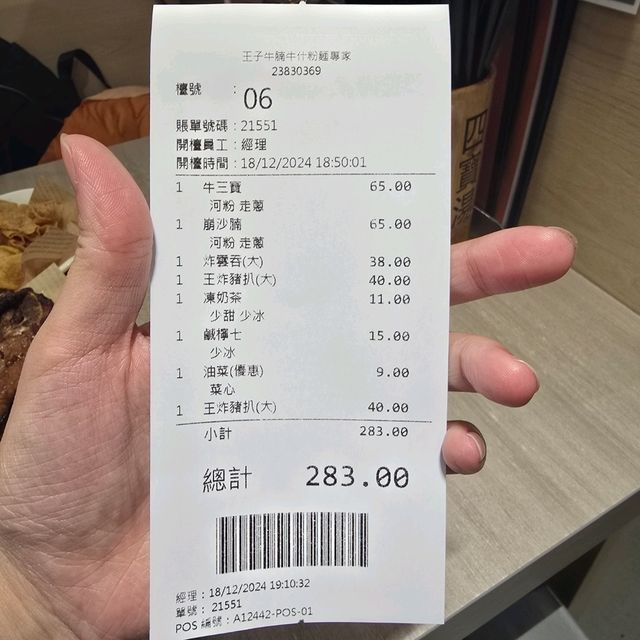 王子牛腩牛什粉麵專家
23830369
檯號 : 06
賬單號碼 : 21551
開檯員工 : 經理
開檯時間 : 18/12/2024 18:50:01
1 牛三寶 65.00
河粉 走蔥
1 崩沙腩 65.00
河粉 走蔥
1 炸雲吞(大) 38.00
1 王炸豬扒(大) 40.00
1 凍奶茶 11.00
少甜 少冰
1 鹹檸七 15.00
少冰
1 油菜(優惠) 9.00
菜心
1 王炸豬扒(大) 40.00
小計 283.00
總計 283.00
經理 : 18/12/2024 19:10:32
單號 : 21551
POS 編號 : A12442-POS-01
四寶湯